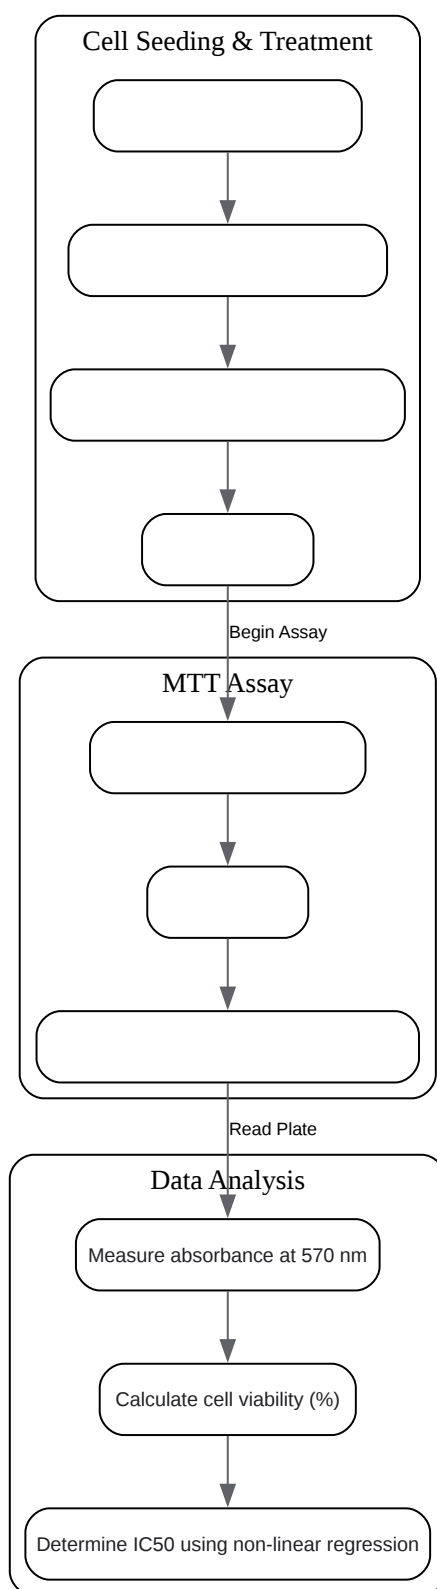 Cell Seeding & Treatment
Begin Assay
MTT Assay
Read Plate
Data Analysis
Measure absorbance at 570 nm
Calculate cell viability (%)
Determine IC50 using non-linear regression